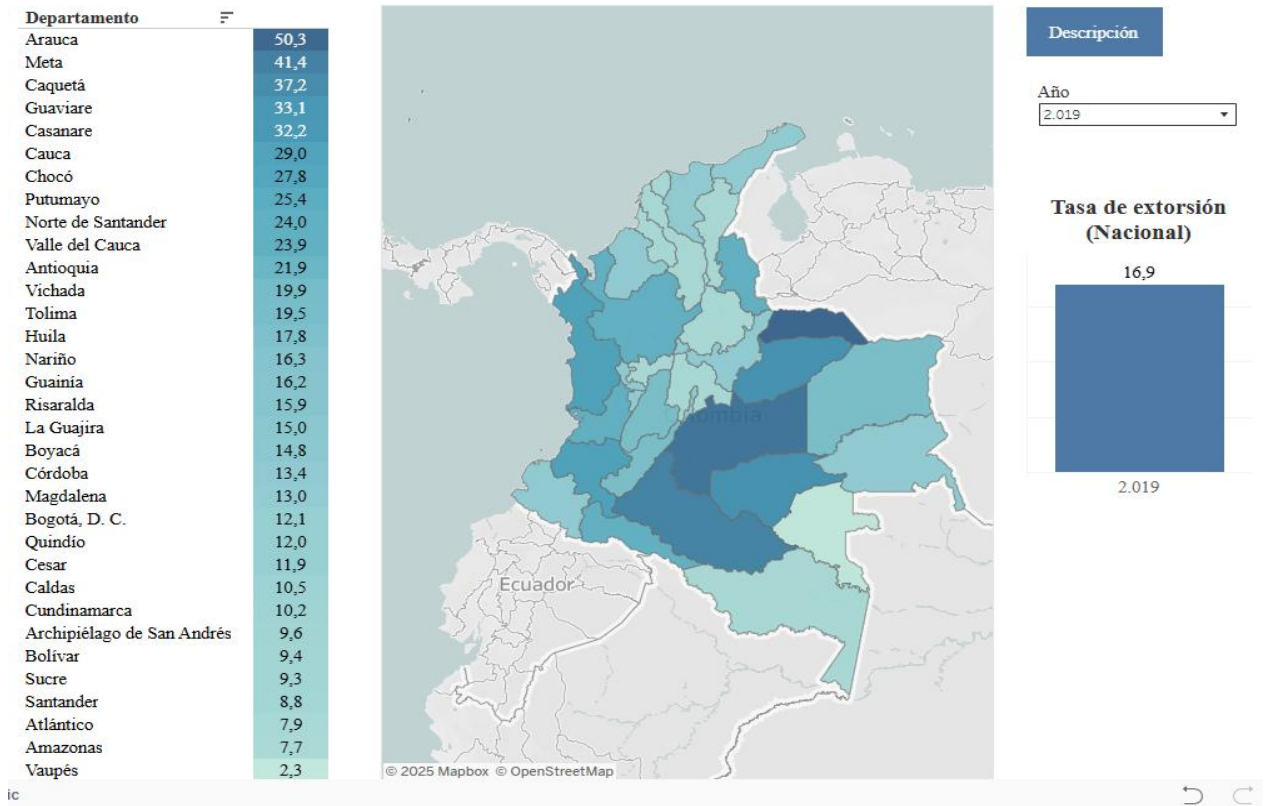 Departamento
Arauca 50,3
Meta 41,4
Caquetá 37,2
Guaviare 33,1
Casanare 32,2
Cauca 29,0
Chocó 27,8
Putumayo 25,4
Norte de Santander 24,0
Valle del Cauca 23,9
Antioquia 21,9
Vichada 19,9
Tolima 19,5
Huila 17,8
Nariño 16,3
Guainía 16,2
Risaralda 15,9
La Guajira 15,0
Boyacá 14,8
Córdoba 13,4
Magdalena 13,0
Bogotá, D. C. 12,1
Quindío 12,0
Cesar 11,9
Caldas 10,5
Cundinamarca 10,2
Archipiélago de San Andrés 9,6
Bolívar 9,4
Sucre 9,3
Santander 8,8
Atlántico 7,9
Amazonas 7,7
Vaupés 2,3
Colombia
Ecuador
© 2025 Mapbox © OpenStreetMap
Descripción
Año
2.019
Tasa de extorsión
(Nacional)
16,9
2.019
ic